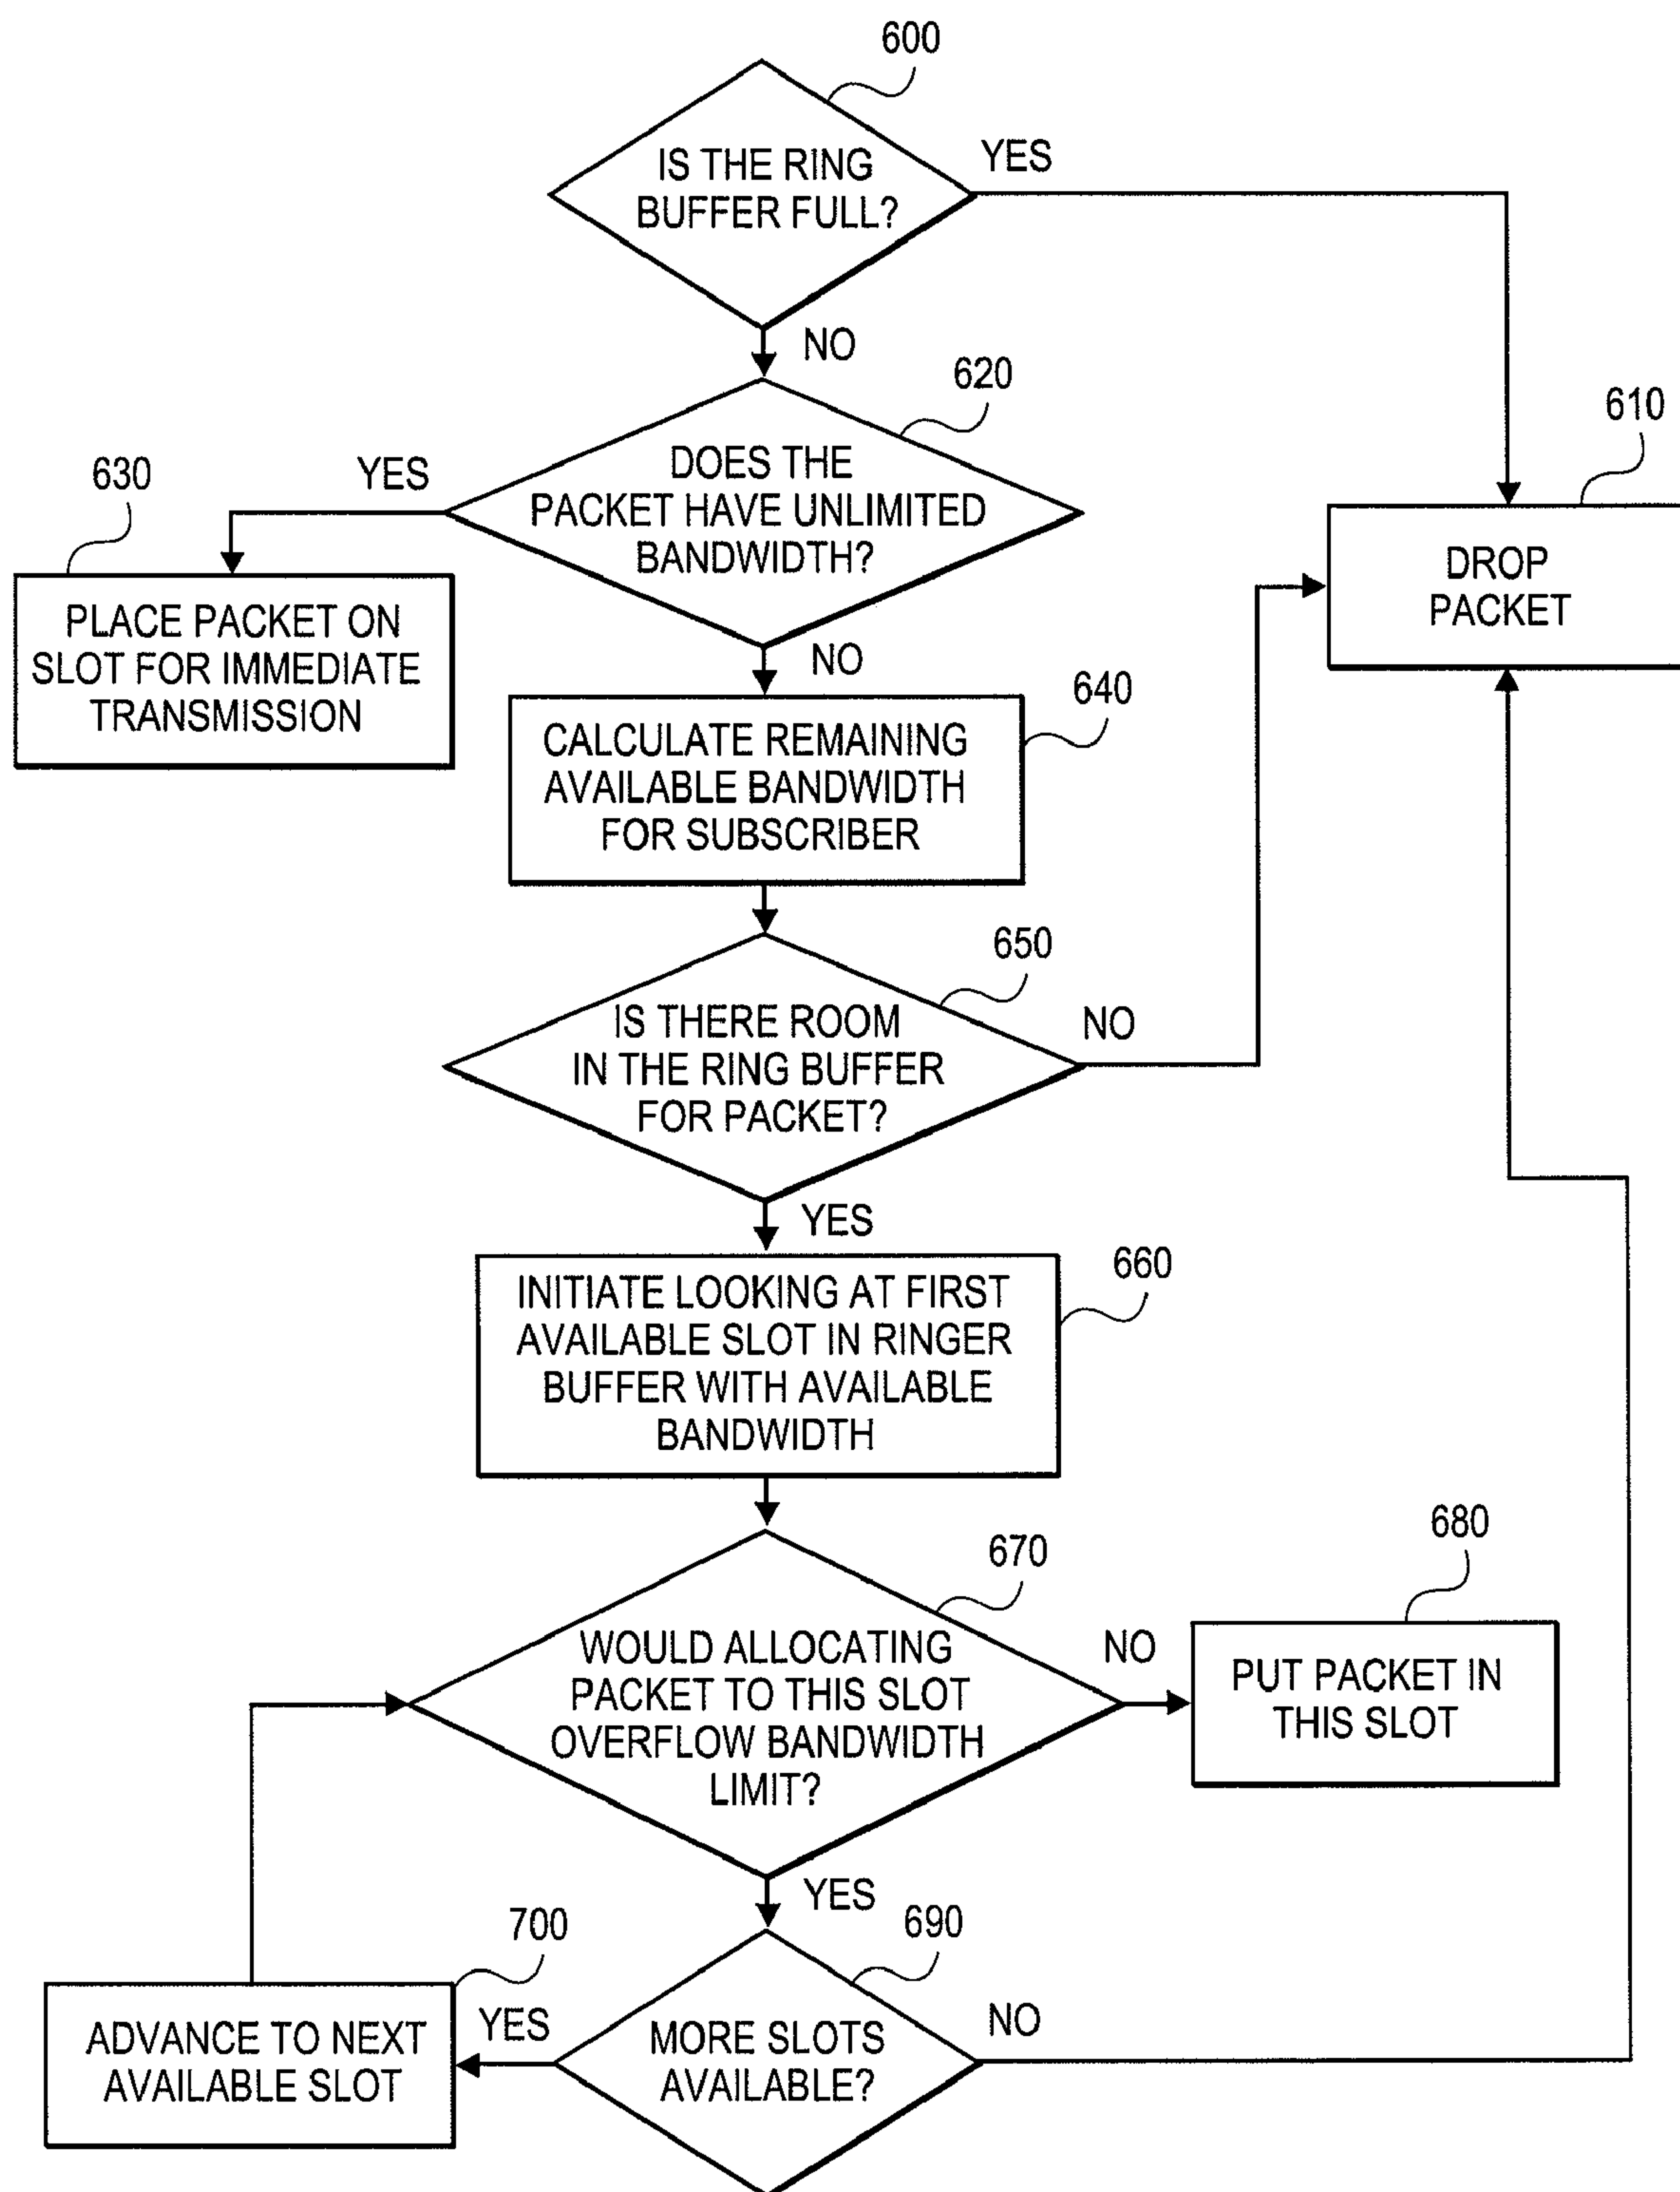 600
IS THE RING
BUFFER FULL?
YES
NO
620
DOES THE
PACKET HAVE UNLIMITED
BANDWIDTH?
YES
630
PLACE PACKET ON
SLOT FOR IMMEDIATE
TRANSMISSION
610
DROP
PACKET
NO
640
CALCULATE REMAINING
AVAILABLE BANDWIDTH
FOR SUBSCRIBER
650
IS THERE ROOM
IN THE RING BUFFER
FOR PACKET?
NO
YES
660
INITIATE LOOKING AT FIRST
AVAILABLE SLOT IN RINGER
BUFFER WITH AVAILABLE
BANDWIDTH
670
WOULD ALLOCATING
PACKET TO THIS SLOT
OVERFLOW BANDWIDTH
LIMIT?
NO
680
PUT PACKET IN
THIS SLOT
YES
690
MORE SLOTS
AVAILABLE?
NO
YES
700
ADVANCE TO NEXT
AVAILABLE SLOT